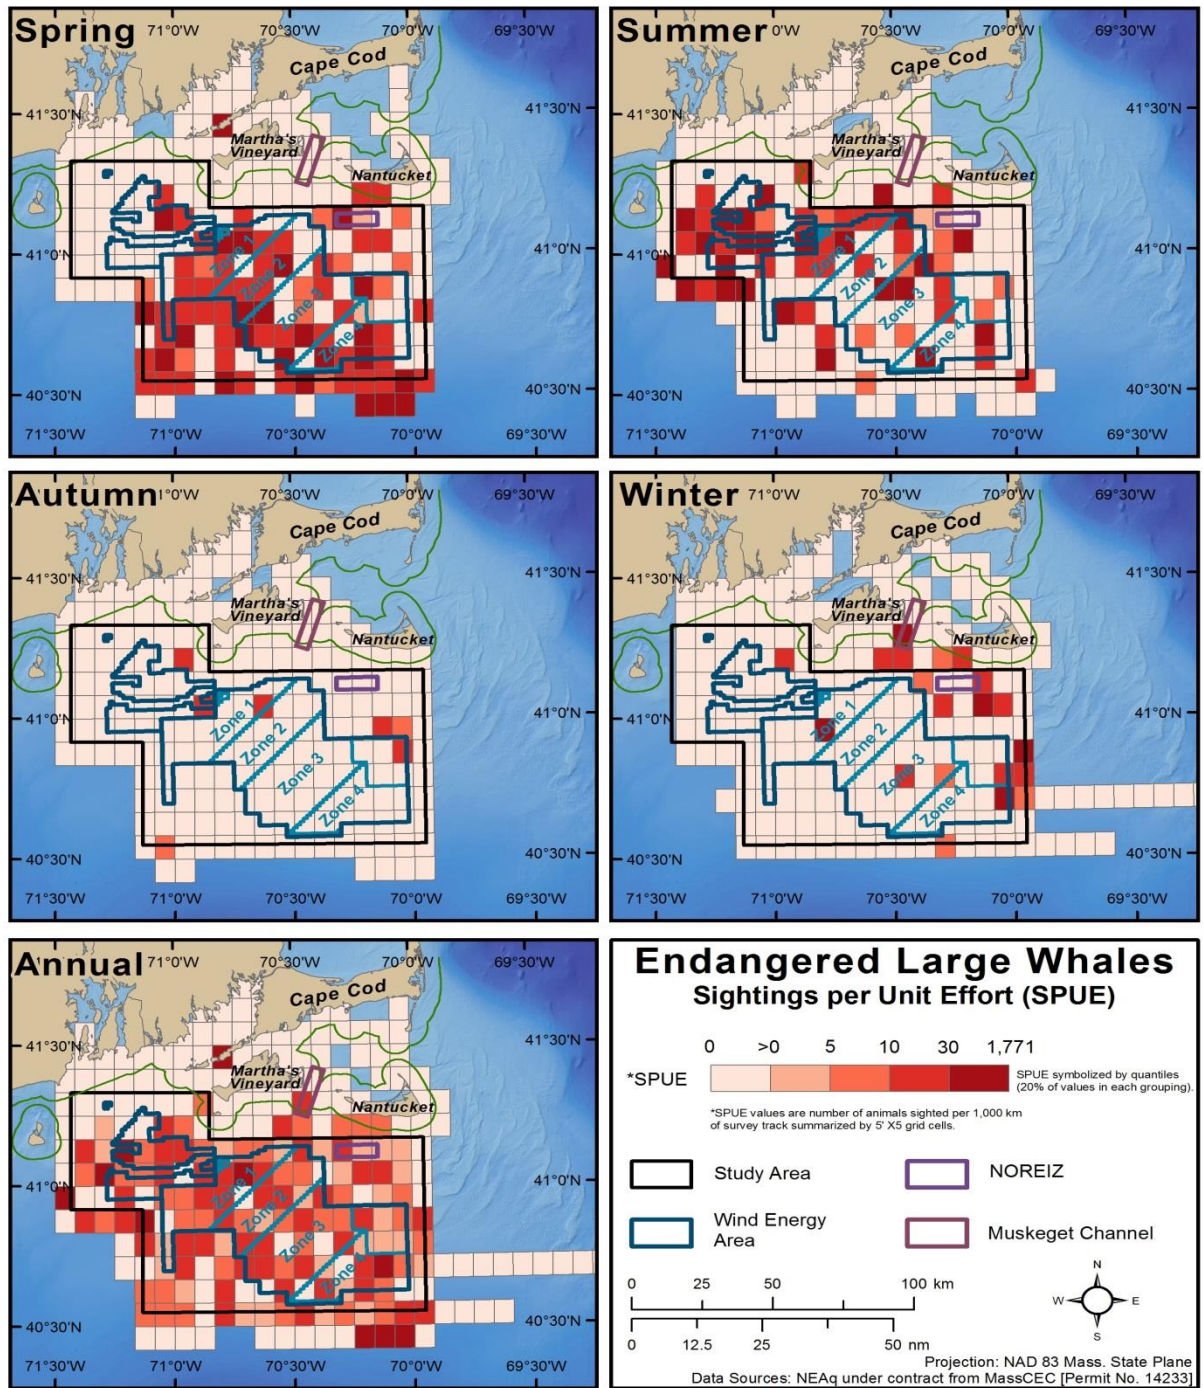 Spring
71°0'W
70°30'W
70°0'W
Cape Cod
41°30'N
Martha's
Vineyard
Nantucket
41°0'N
Zone 1
Zone 2
Zone 3
Zone 4
40°30'N
71°30'W
71°0'W
70°30'W
70°0'W
69°30'W
Summer
71°0'W
70°30'W
70°0'W
69°30'W
Cape Cod
41°30'N
Martha's
Vineyard
Nantucket
41°0'N
Zone 1
Zone 2
Zone 3
Zone 4
40°30'N
71°30'W
71°0'W
70°30'W
70°0'W
69°30'W
Autumn
71°0'W
70°30'W
70°0'W
Cape Cod
41°30'N
Martha's
Vineyard
Nantucket
41°0'N
Zone 1
Zone 2
Zone 3
Zone 4
40°30'N
71°30'W
71°0'W
70°30'W
70°0'W
69°30'W
Winter
71°0'W
70°30'W
70°0'W
69°30'W
Cape Cod
41°30'N
Martha's
Vineyard
Nantucket
41°0'N
Zone 1
Zone 2
Zone 3
Zone 4
40°30'N
71°30'W
71°0'W
70°30'W
70°0'W
69°30'W
Annual
71°0'W
70°30'W
70°0'W
Cape Cod
41°30'N
Martha's
Vineyard
Nantucket
41°0'N
Zone 1
Zone 2
Zone 3
Zone 4
40°30'N
71°30'W
71°0'W
70°30'W
70°0'W
69°30'W
Endangered Large Whales
Sightings per Unit Effort (SPUE)
0 >0 5 10 30 1,771
*SPUE
SPUE symbolized by quantiles
(20% of values in each grouping).
*SPUE values are number of animals sighted per 1,000 km
of survey track summarized by 5' X5 grid cells.
Study Area
NOREIZ
Wind Energy
Area
Muskeget Channel
0 25 50 100 km
0 12.5 25 50 nm
N
W E
S
Projection: NAD 83 Mass. State Plane
Data Sources: NEAq under contract from MassCEC [Permit No. 14233]